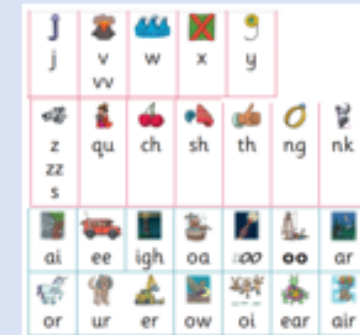 j v w x y
vv
z qu ch sh th ng nk
zz
s
ai ee igh oa oo oo ar
or ur er ow oi ear air